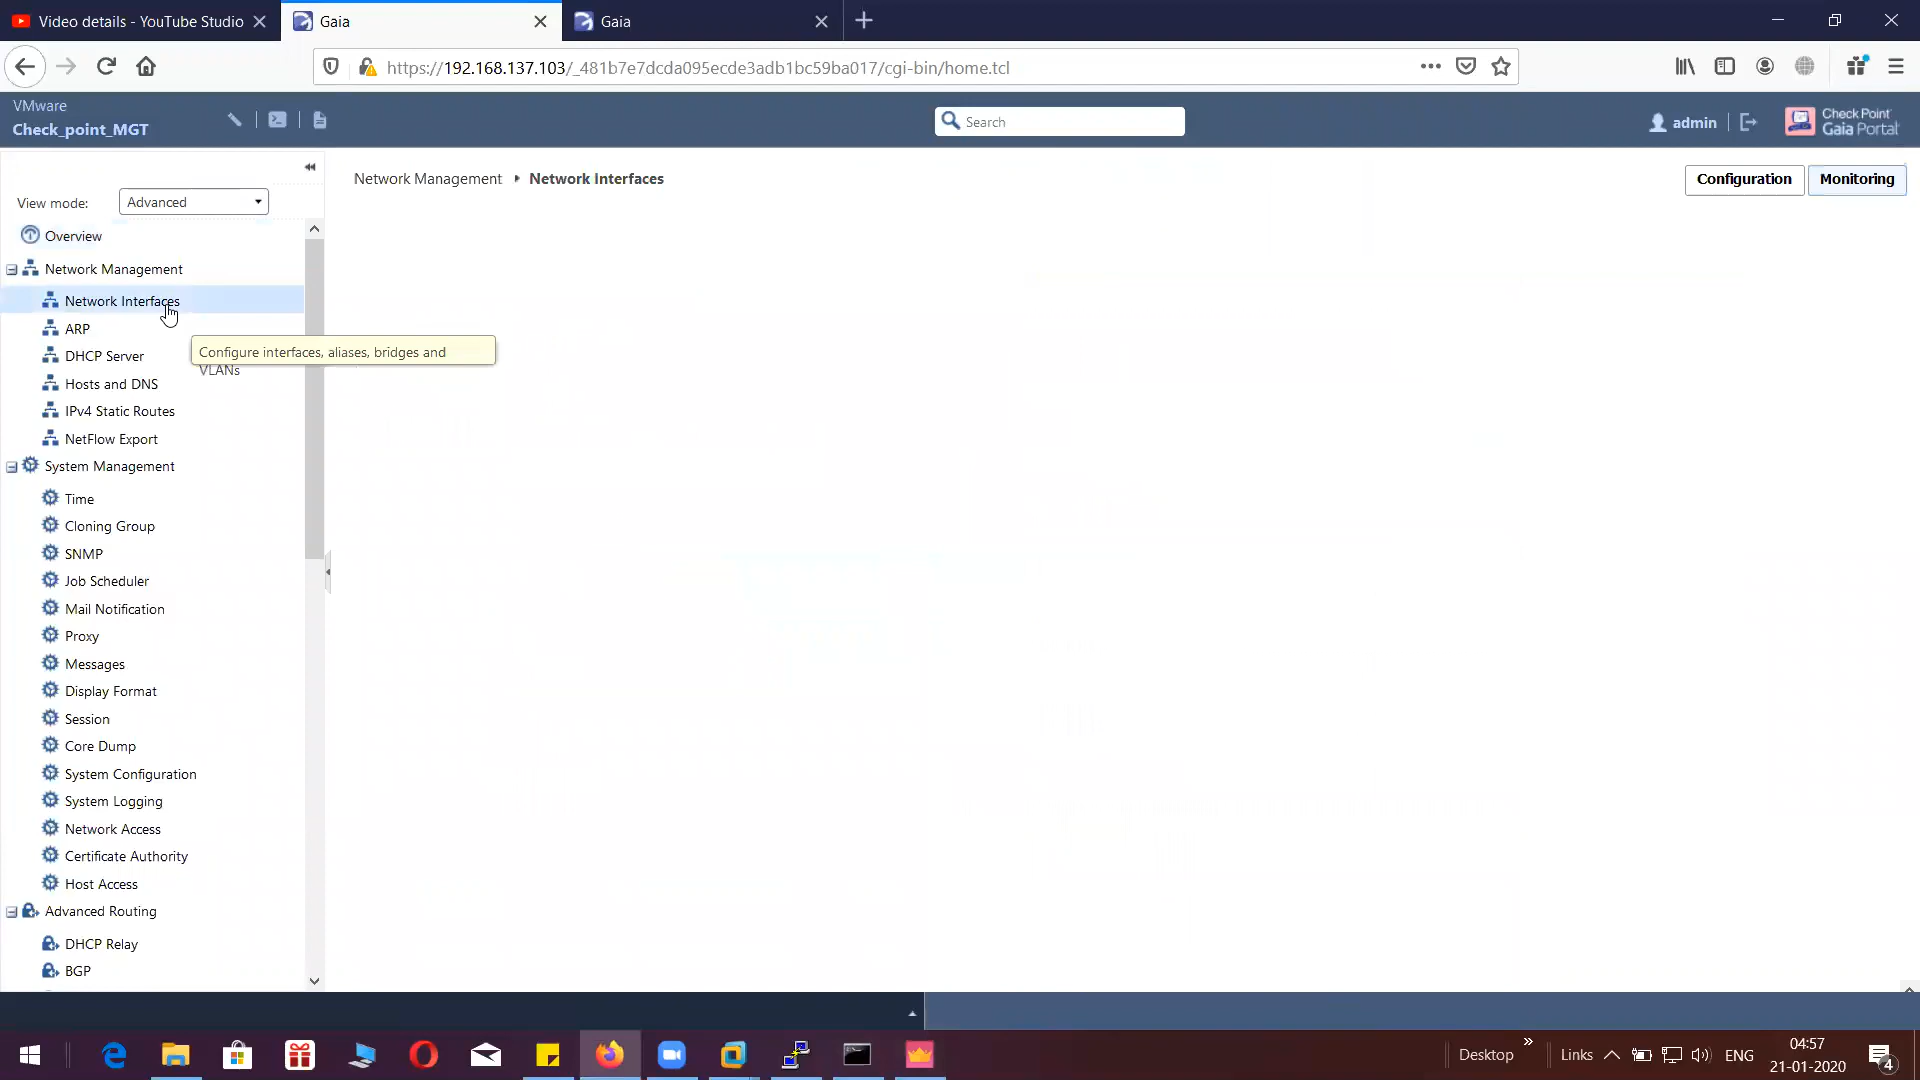 Video details - YouTube Studio
Gaia
Gaia
https://192.168.137.103/_481b7e7dcda095ecde3adb1bc59ba017/cgi-bin/home.tcl
VMware
Check_point_MGT
Search
admin
Check Point
Gaia Portal
View mode:
Advanced
Network Management
Network Interfaces
Configuration
Monitoring
Overview
Network Management
Network Interfaces
ARP
DHCP Server
Configure interfaces, aliases, bridges and
VLANs
Hosts and DNS
IPv4 Static Routes
NetFlow Export
System Management
Time
Cloning Group
SNMP
Job Scheduler
Mail Notification
Proxy
Messages
Display Format
Session
Core Dump
System Configuration
System Logging
Network Access
Certificate Authority
Host Access
Advanced Routing
DHCP Relay
BGP
Desktop
Links
ENG
04:57
21-01-2020
4